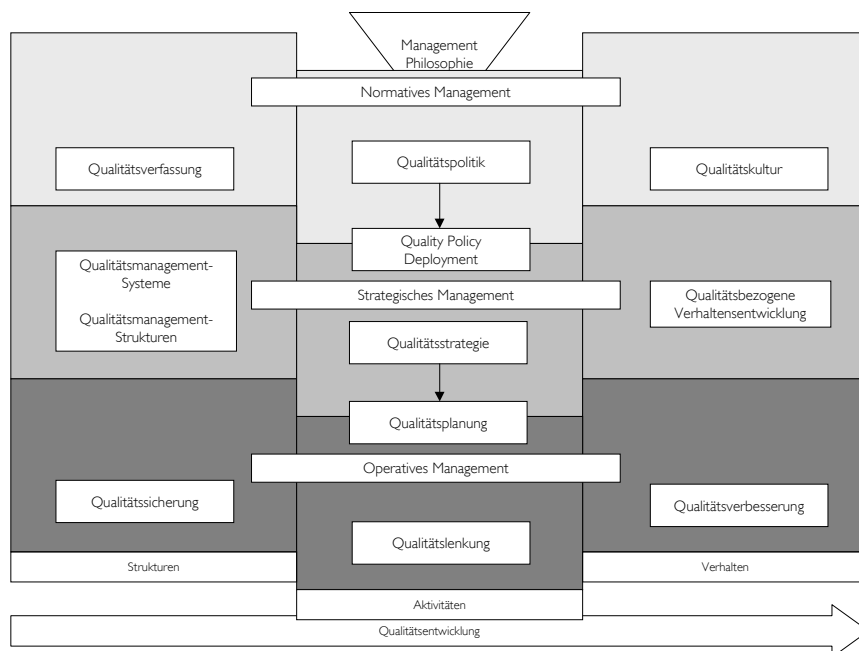 Management
Philosophie
Normatives Management
Qualitätsverfassung
Qualitätspolitik
Qualitätskultur
Quality Policy
Deployment
Qualitätsmanagement-
Systeme
Qualitätsmanagement-
Strukturen
Strategisches Management
Qualitätsbezogene
Verhaltensentwicklung
Qualitätsstrategie
Qualitätsplanung
Operatives Management
Qualitätssicherung
Qualitätslenkung
Qualitätsverbesserung
Strukturen
Aktivitäten
Verhalten
Qualitätsentwicklung